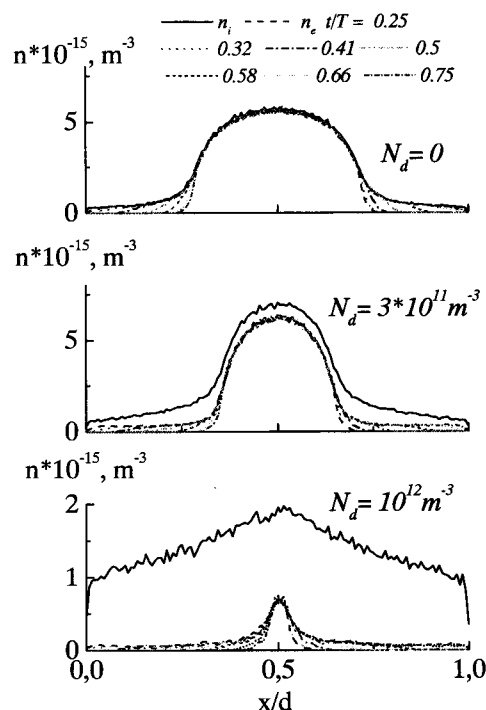 n_i n_e t/T = 0.25
0.32 0.41 0.5
0.58 0.66 0.75
n*10^-15, m^-3
5
0
N_d = 0
n*10^-15, m^-3
5
0
N_d = 3*10^11 m^-3
n*10^-15, m^-3
2
1
0
N_d = 10^12 m^-3
0,0 0,5 1,0
x/d